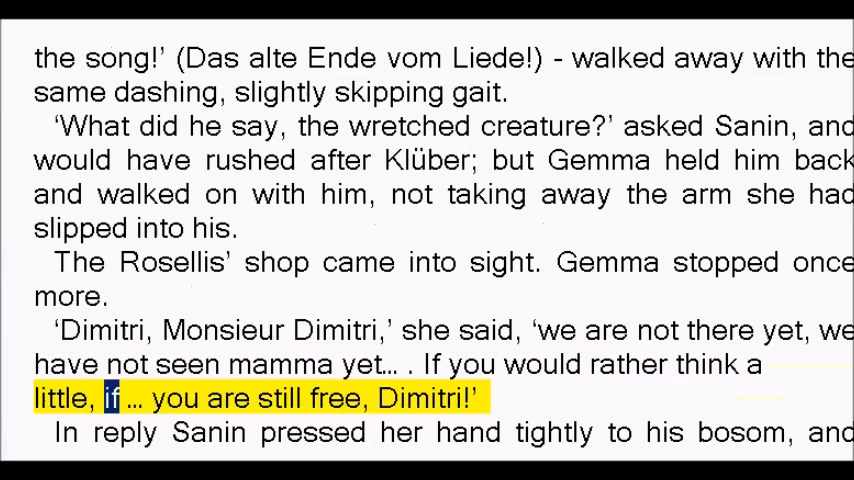 the song!’ (Das alte Ende vom Liede!) - walked away with the
same dashing, slightly skipping gait.
‘What did he say, the wretched creature?’ asked Sanin, and
would have rushed after Klüber; but Gemma held him back
and walked on with him, not taking away the arm she had
slipped into his.
The Rosellis’ shop came into sight. Gemma stopped once
more.
‘Dimitri, Monsieur Dimitri,’ she said, ‘we are not there yet, we
have not seen mamma yet… . If you would rather think a
little, if … you are still free, Dimitri!’
In reply Sanin pressed her hand tightly to his bosom, and